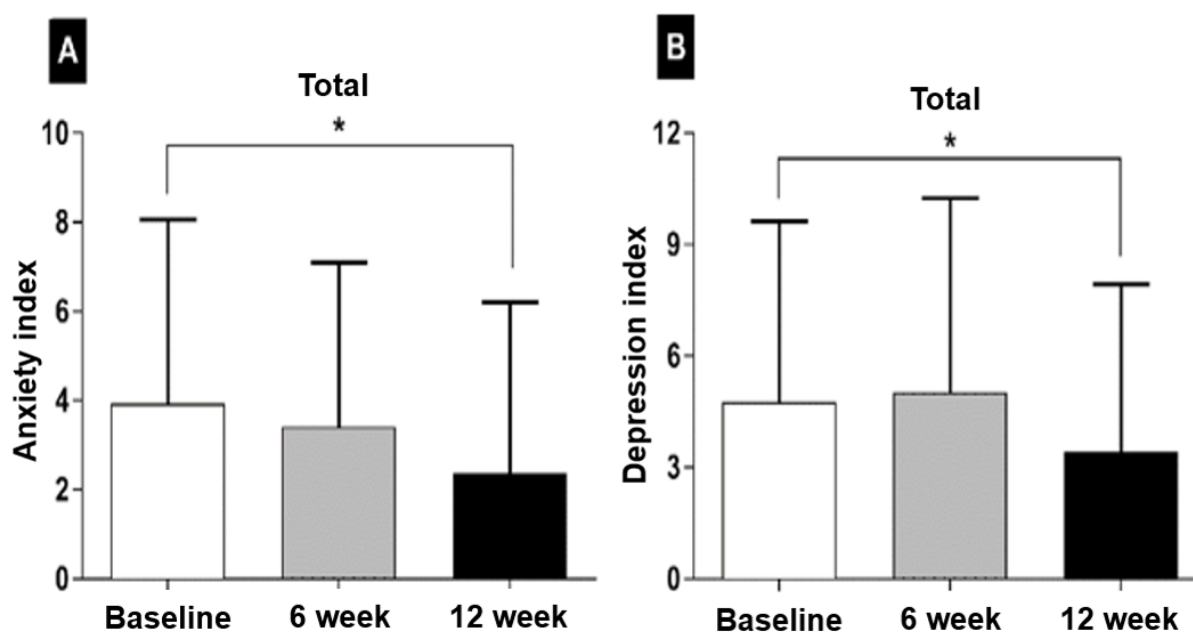 A
Total
*
10
8
6
4
2
0
Anxiety index
Baseline 6 week 12 week
B
Total
*
12
9
6
3
0
Depression index
Baseline 6 week 12 week